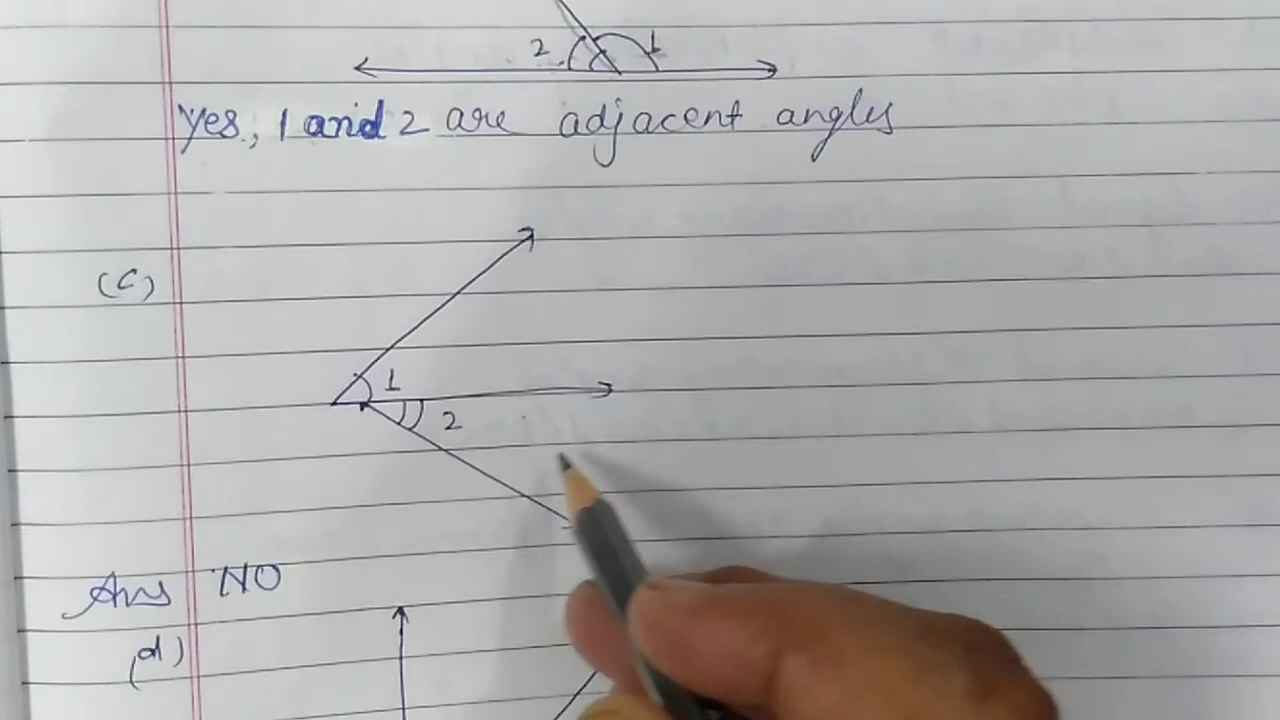 2 1
Yes, 1 and 2 are adjacent angles
(c)
1
2
Ans NO
(d)